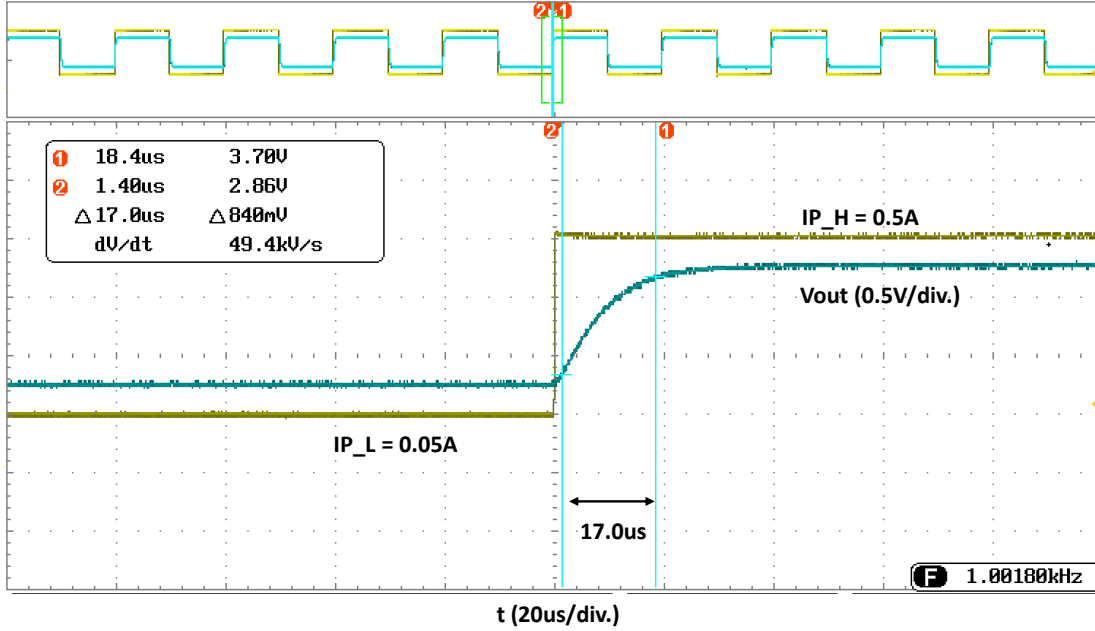 2 1
2 1
1 18.4us 3.70V
2 1.40us 2.86V
△17.0us △840mV
dV/dt 49.4kV/s
IP_H = 0.5A
Vout (0.5V/div.)
IP_L = 0.05A
17.0us
F 1.00180kHz
t (20us/div.)